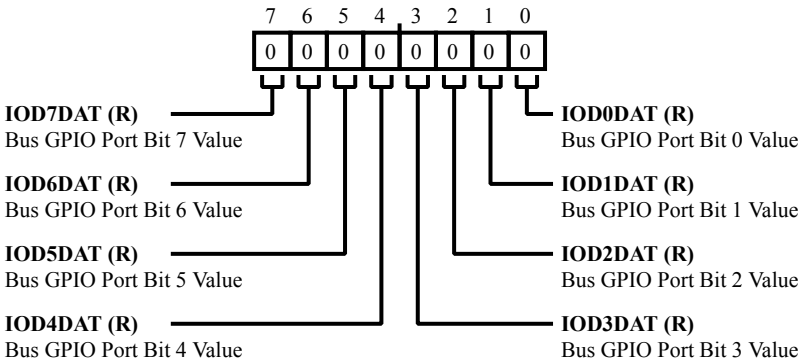 7 6 5 4 3 2 1 0
0 0 0 0 0 0 0 0
IOD7DAT (R)
Bus GPIO Port Bit 7 Value
IOD6DAT (R)
Bus GPIO Port Bit 6 Value
IOD5DAT (R)
Bus GPIO Port Bit 5 Value
IOD4DAT (R)
Bus GPIO Port Bit 4 Value
IOD0DAT (R)
Bus GPIO Port Bit 0 Value
IOD1DAT (R)
Bus GPIO Port Bit 1 Value
IOD2DAT (R)
Bus GPIO Port Bit 2 Value
IOD3DAT (R)
Bus GPIO Port Bit 3 Value